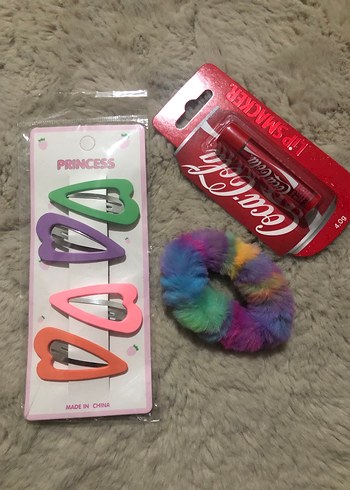 PRINCESS
MADE IN CHINA
LIP SMACKER
Coca-Cola
Coca-Cola
4.0g